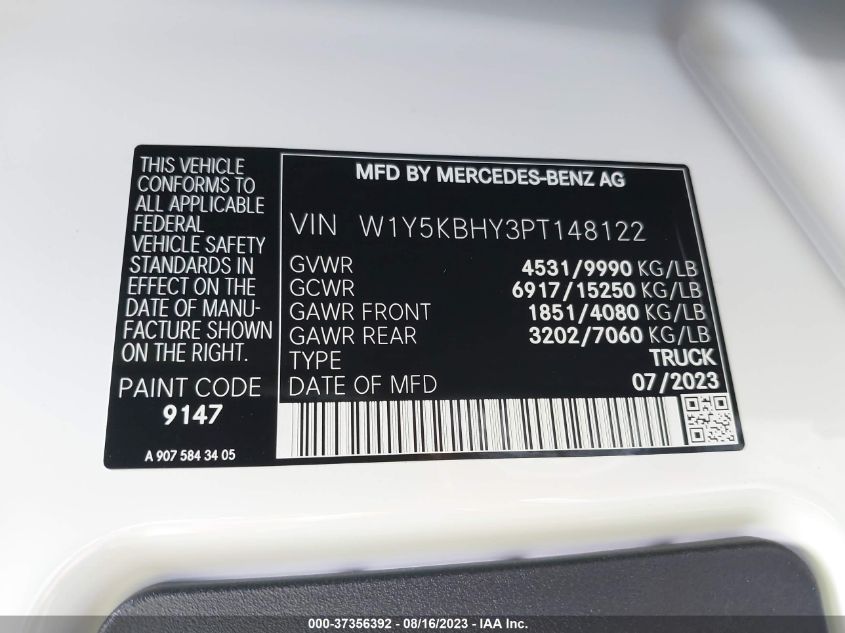 THIS VEHICLE
CONFORMS TO
ALL APPLICABLE
FEDERAL
VEHICLE SAFETY
STANDARDS IN
EFFECT ON THE
DATE OF MANU-
FACTURE SHOWN
ON THE RIGHT.
PAINT CODE
9147
A 907 584 34 05
MFD BY MERCEDES-BENZ AG
VIN W1Y5KBHY3PT148122
GVWR 4531/9990 KG/LB
GCWR 6917/15250 KG/LB
GAWR FRONT 1851/4080 KG/LB
GAWR REAR 3202/7060 KG/LB
TYPE TRUCK
DATE OF MFD 07/2023
000-37356392 - 08/16/2023 - IAA Inc.